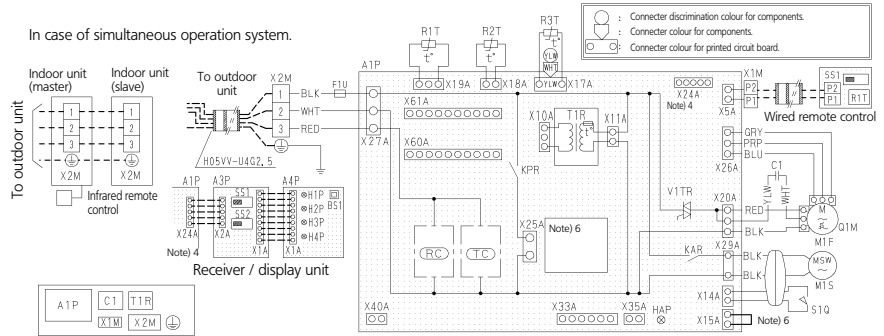 In case of simultaneous operation system.
: Connecter discrimination colour for components.
: Connecter colour for components.
: Connecter colour for printed circuit board.
To outdoor unit
Indoor unit
(master)
Indoor unit
(slave)
1
2
3
X2M
1
2
3
X2M
Infrared remote
control
To outdoor
unit
X2M
1
2
3
BLK
WHT
RED
F1U
H05VV-U4G2.5
X27A
A1P
R1T
t°
X19A
R2T
t°
X18A
R3T
t°
YLW
WHT
YLW
X17A
X61A
X60A
X10A
T1R
t°
X11A
KPR
X25A
Note) 6
RC
TC
X40A
X33A
X35A
HAP
V1TR
KAR
X24A
Note) 4
X1M
P2
P1
X5A
SS1
P2
P1
R1T
Wired remote control
GRY
PRP
BLU
X26A
C1
YLW
WHT
X20A
RED
BLK
M
Q1M
M1F
X29A
BLK
BLK
MSW
M1S
X14A
S1Q
X15A
Note) 6
A1P
X24A
Note) 4
A3P
X2A
SS1
SS2
X1A
A4P
X1A
H1P
H2P
H3P
H4P
BS1
Receiver / display unit
A1P
C1
T1R
X1M
X2M